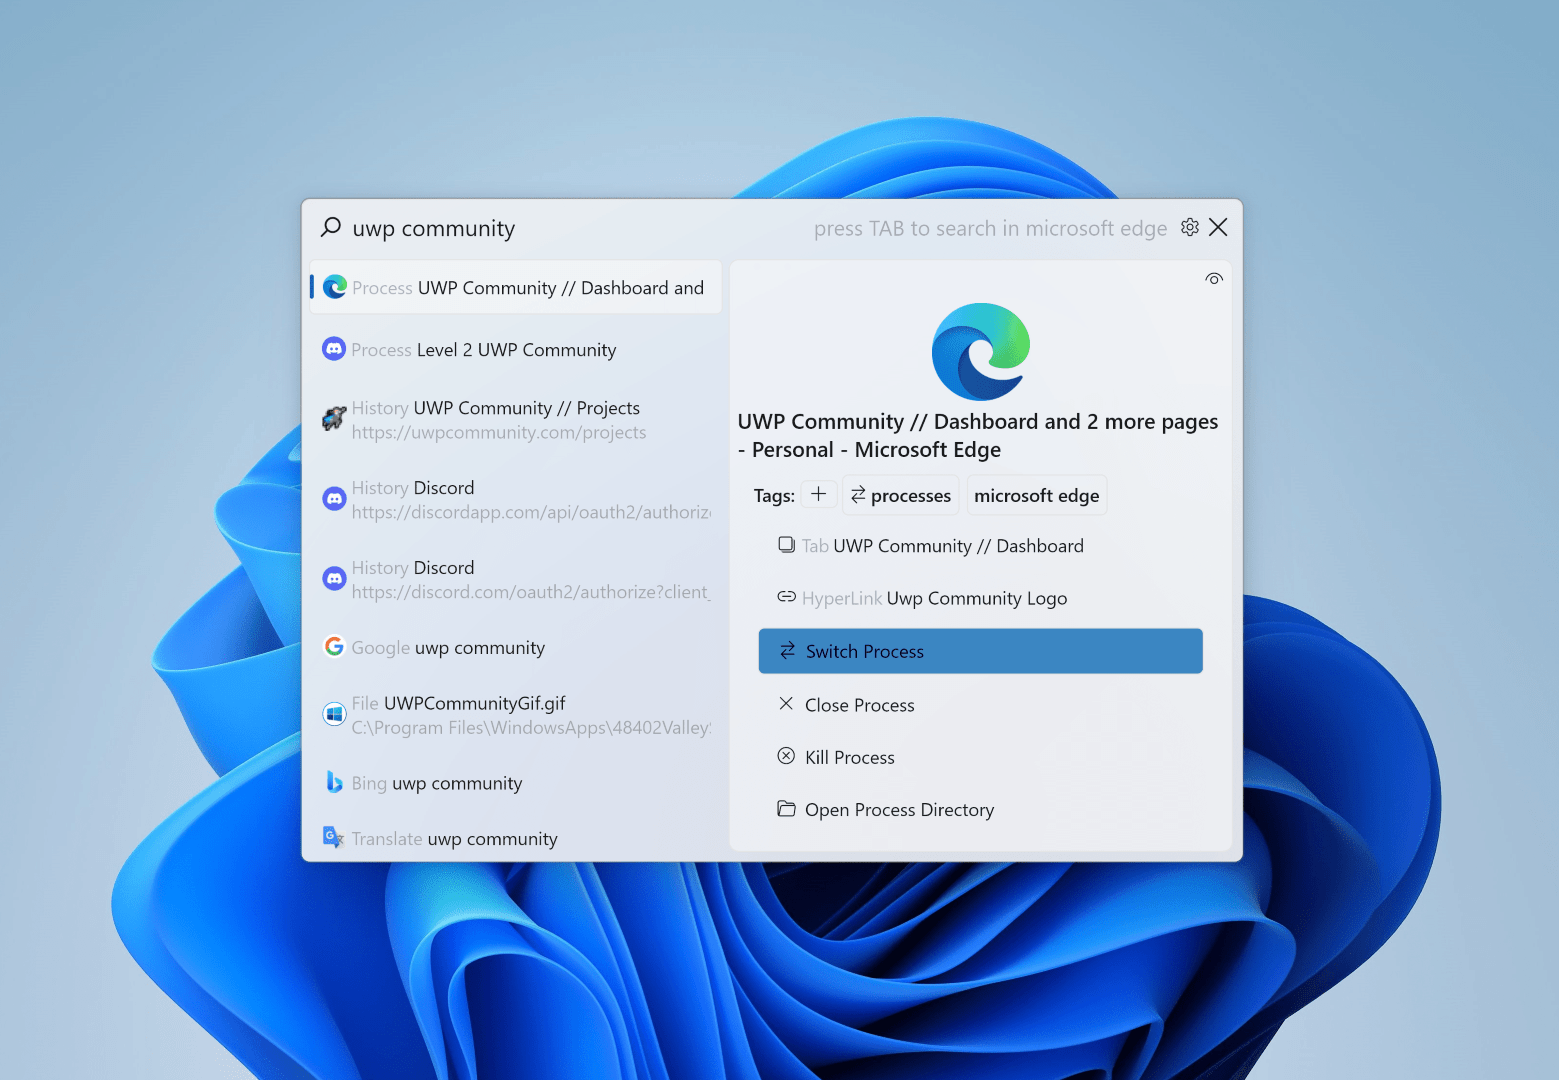 uwp community
press TAB to search in microsoft edge
Process UWP Community // Dashboard and
Process Level 2 UWP Community
History UWP Community // Projects
https://uwpcommunity.com/projects
History Discord
https://discordapp.com/api/oauth2/authoriz
History Discord
https://discord.com/oauth2/authorize?client_
Google uwp community
File UWPCommunityGif.gif
C:\Program Files\WindowsApps\48402Valley
Bing uwp community
Translate uwp community
UWP Community // Dashboard and 2 more pages
- Personal - Microsoft Edge
Tags: + processes microsoft edge
Tab UWP Community // Dashboard
HyperLink Uwp Community Logo
Switch Process
Close Process
Kill Process
Open Process Directory